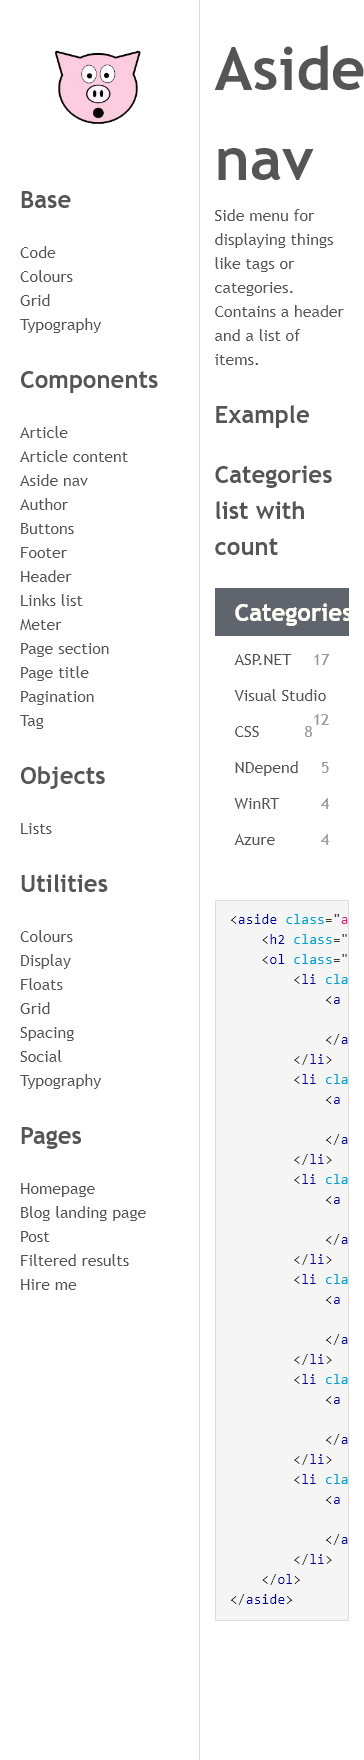 Base
Code
Colours
Grid
Typography
Components
Article
Article content
Aside nav
Author
Buttons
Footer
Header
Links list
Meter
Page section
Page title
Pagination
Tag
Objects
Lists
Utilities
Colours
Display
Floats
Grid
Spacing
Social
Typography
Pages
Homepage
Blog landing page
Post
Filtered results
Hire me
Aside
nav
Side menu for
displaying things
like tags or
categories.
Contains a header
and a list of
items.
Example
Categories
list with
count
Categories
ASP.NET 17
Visual Studio
12
CSS 8
NDepend 5
WinRT 4
Azure 4
<aside class="a
<h2 class="
<ol class="
<li cla
<a
</a
</li>
<li cla
<a
</a
</li>
<li cla
<a
</a
</li>
<li cla
<a
</a
</li>
<li cla
<a
</a
</li>
<li cla
<a
</a
</li>
</ol>
</aside>